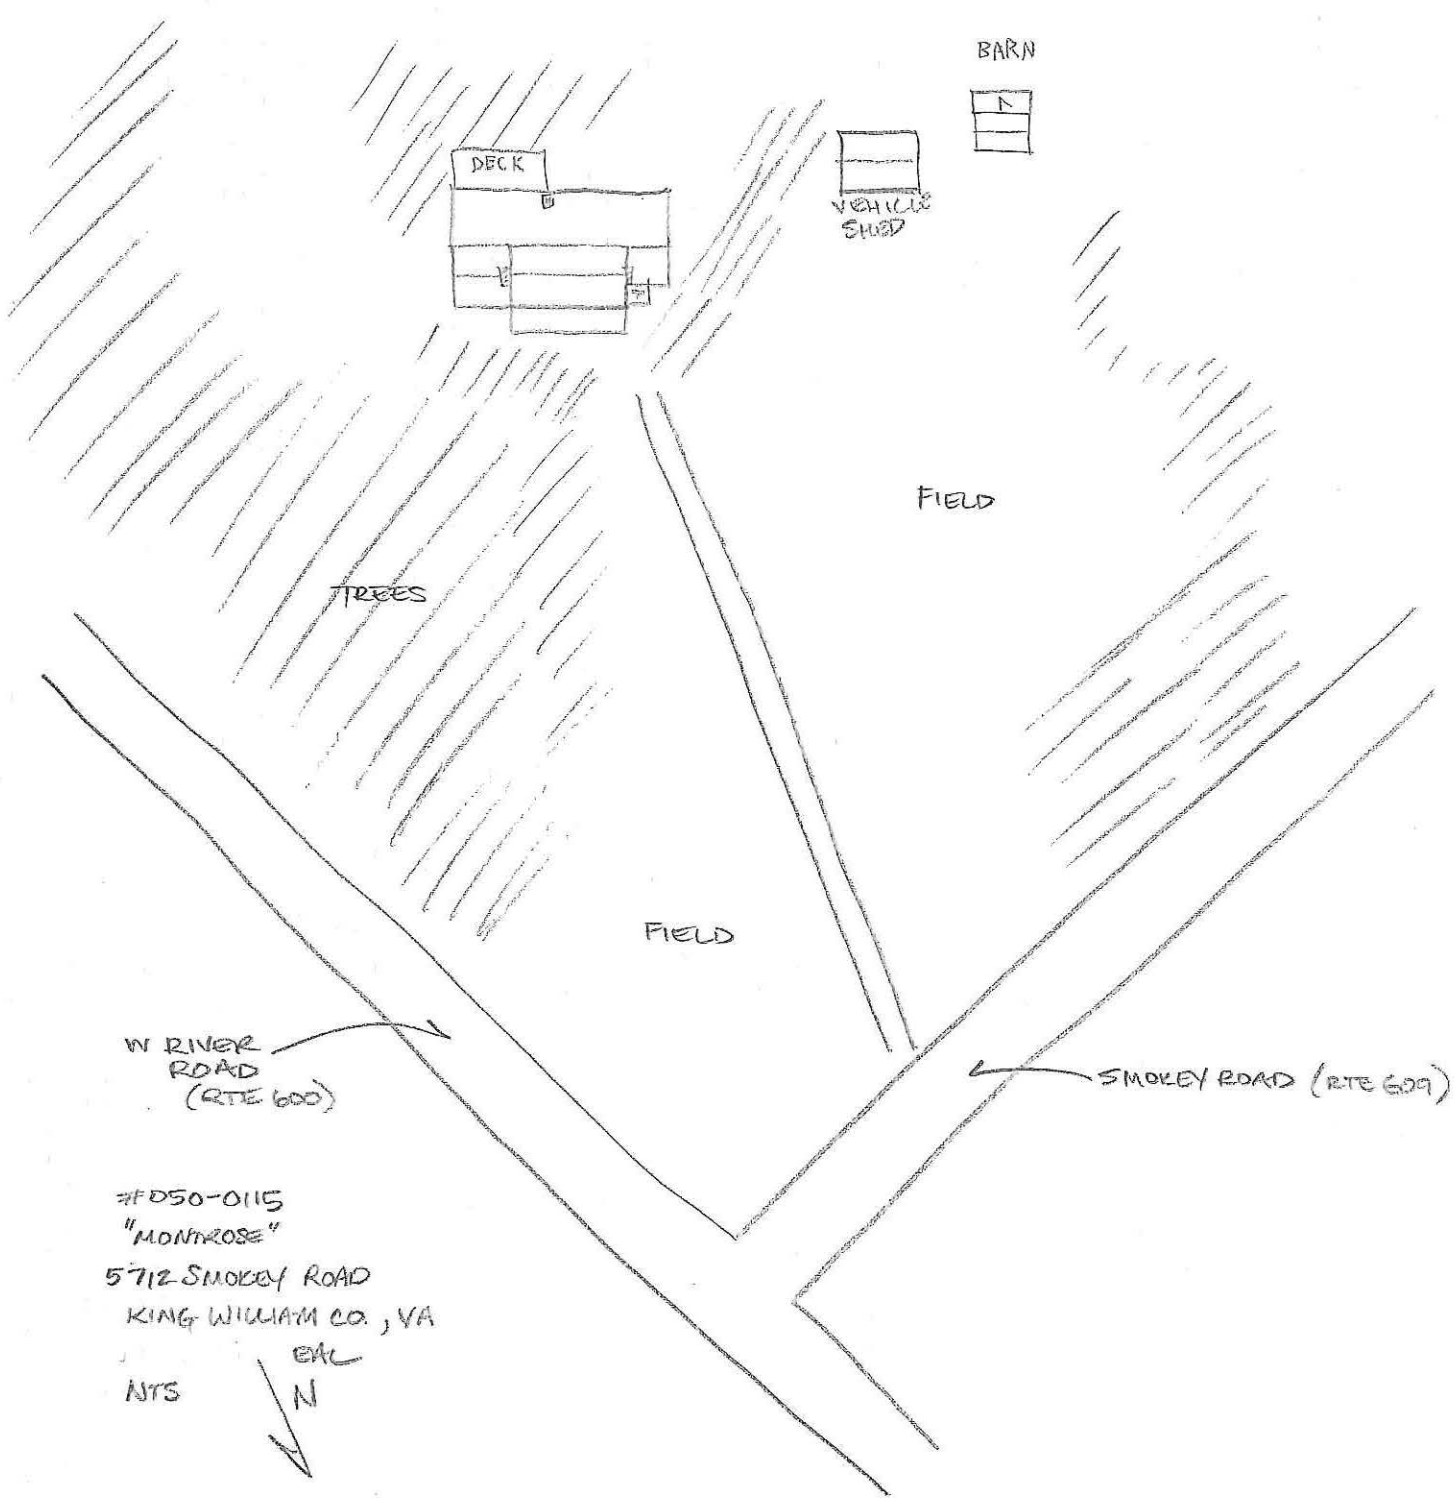 BARN
DECK
VEHICLE
SHED
FIELD
TREES
FIELD
W RIVER
ROAD
(RTE 600)
SMOKEY ROAD (RTE 609)
#050-0115
"MONTROSE"
5712 SMOKEY ROAD
KING WILLIAM CO., VA
EAL
NTS
N